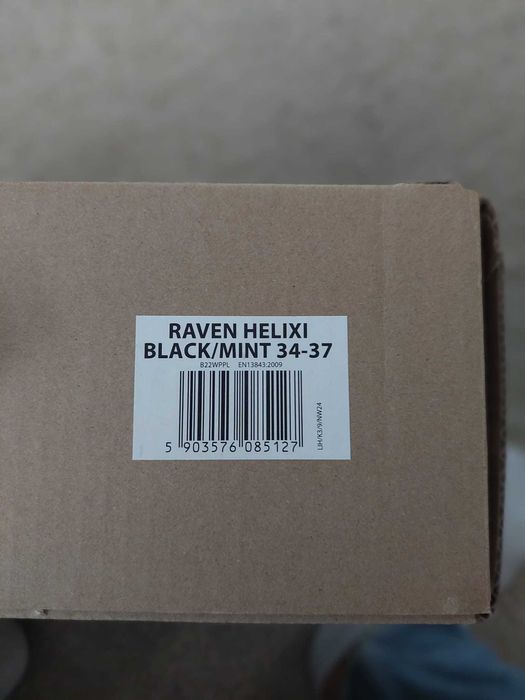 RAVEN HELIXI
BLACK/MINT 34-37
B22WPPL EN13843:2009
5 903576 085127
LIH/K3/9/NW24